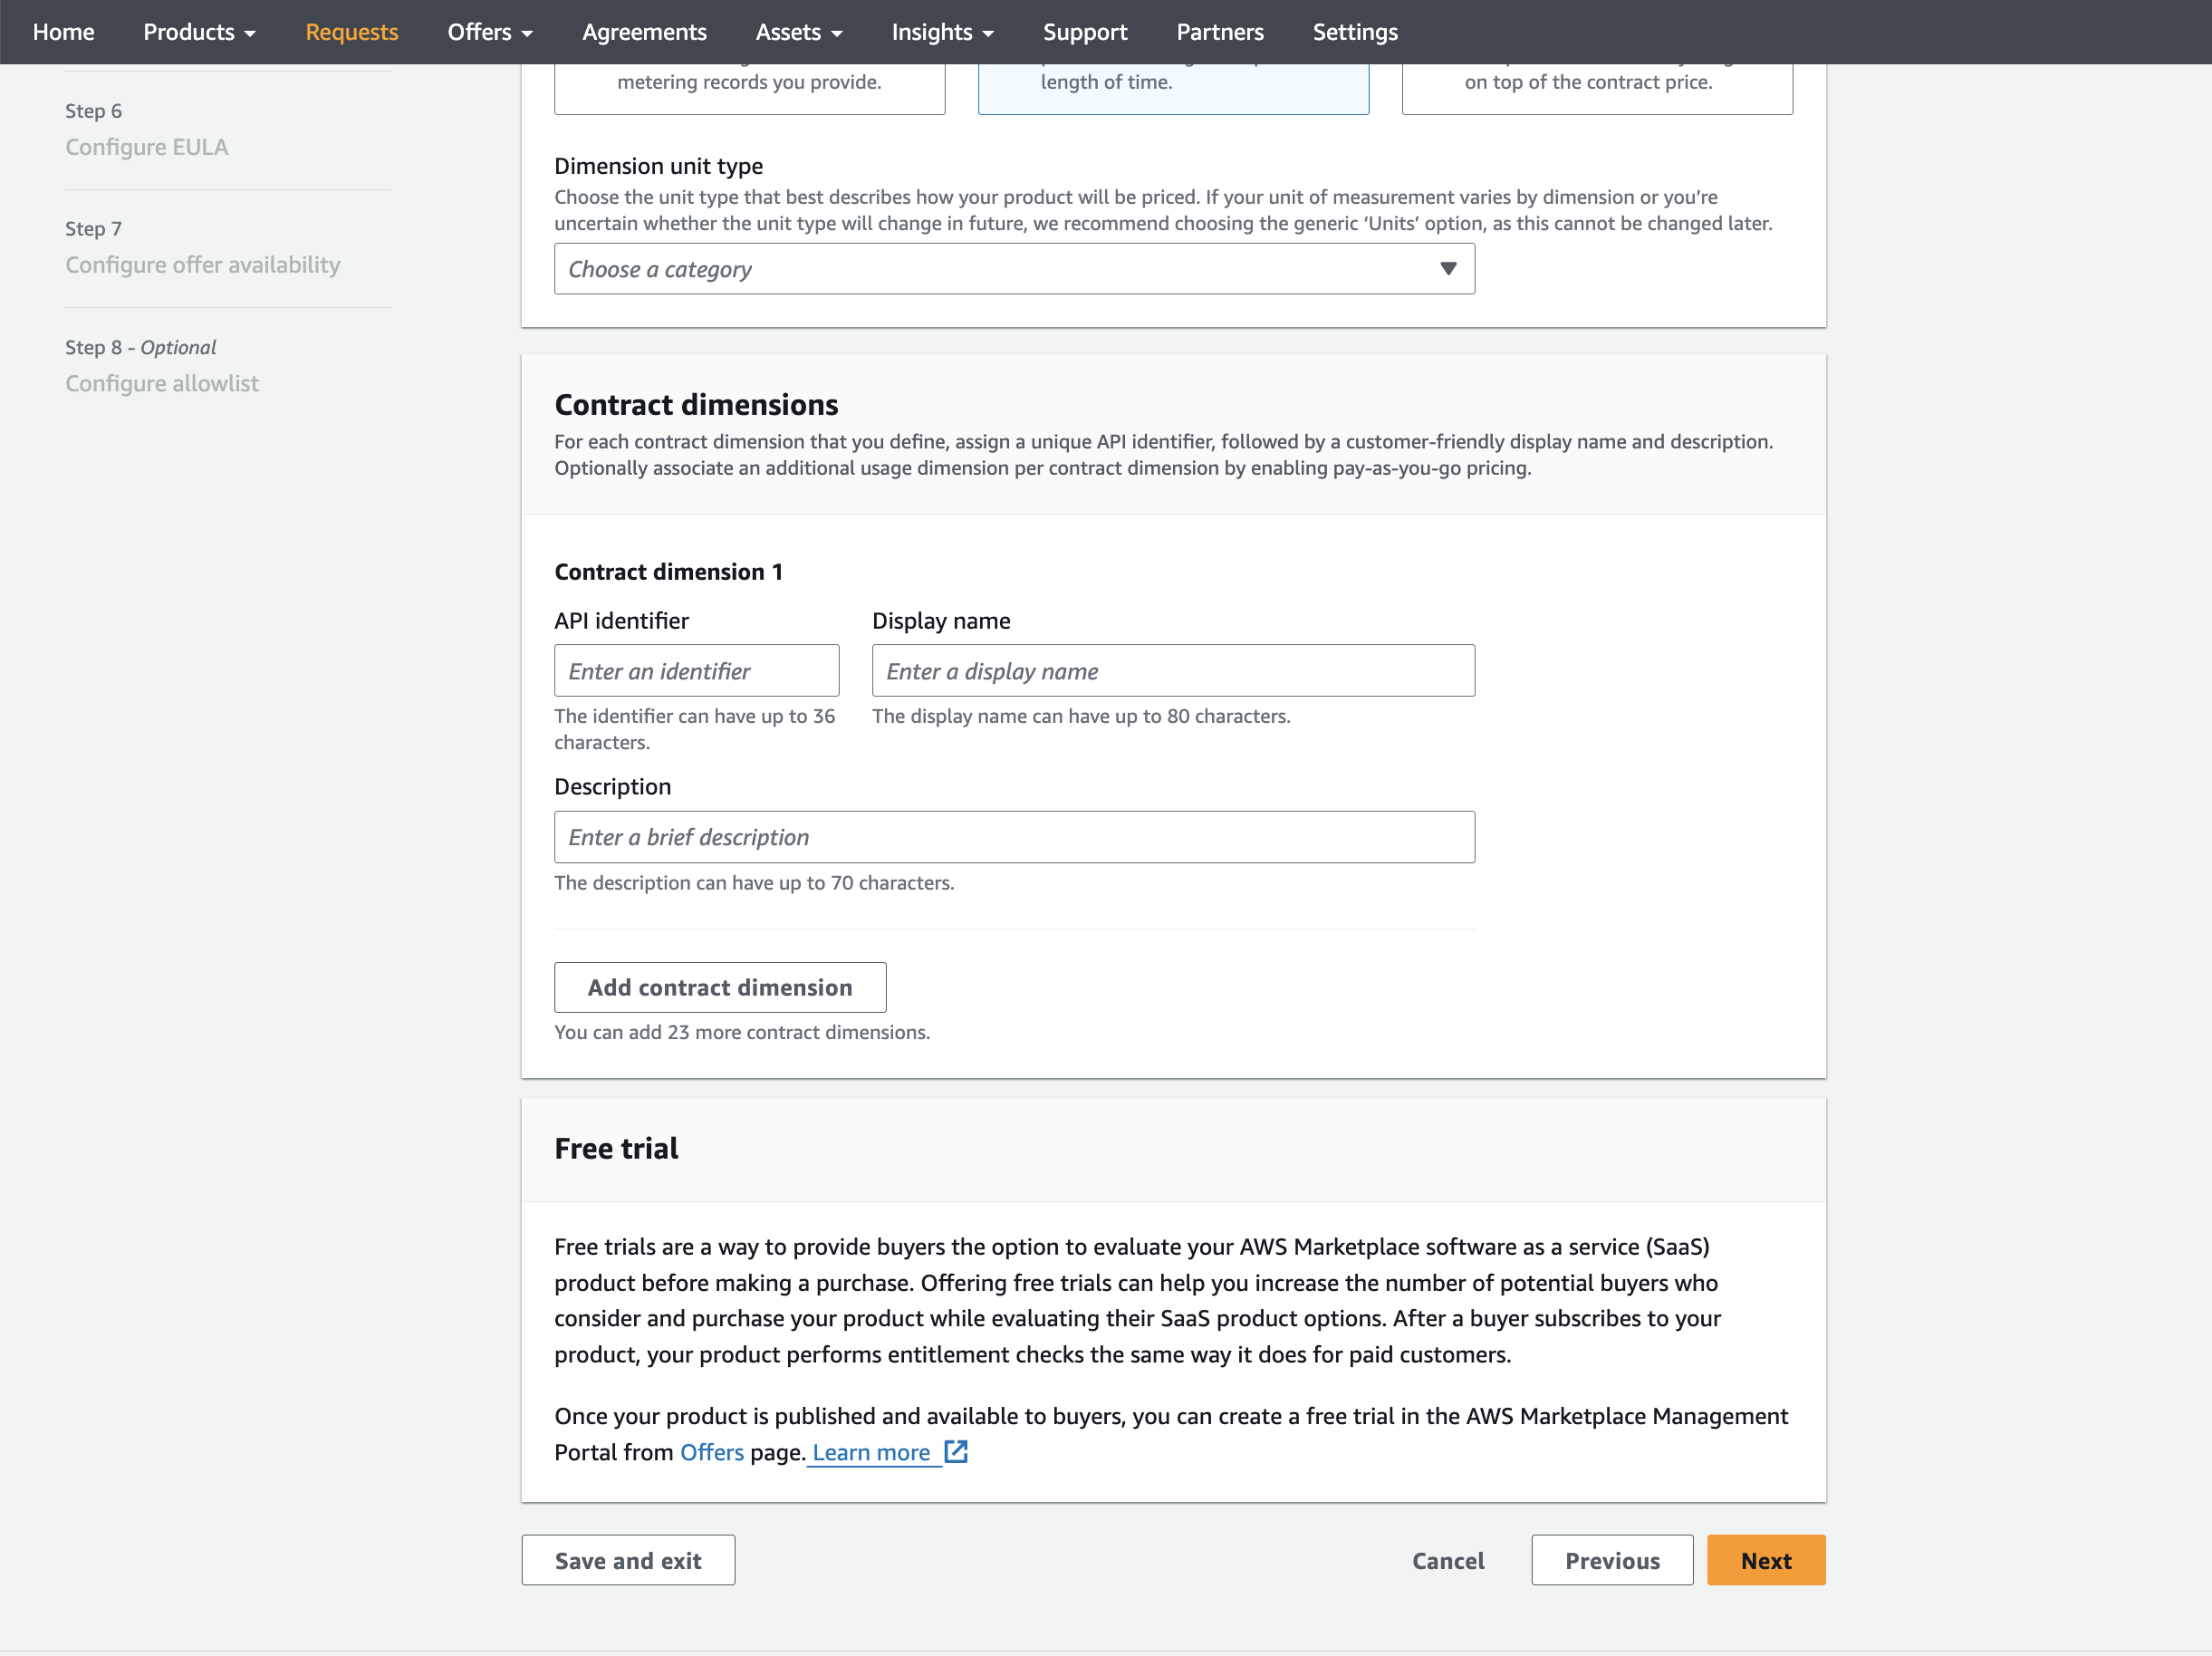 Home Products Requests Offers Agreements Assets Insights Support Partners Settings
metering records you provide.
length of time.
on top of the contract price.
Step 6
Configure EULA
Step 7
Configure offer availability
Step 8 - Optional
Configure allowlist
Dimension unit type
Choose the unit type that best describes how your product will be priced. If your unit of measurement varies by dimension or you’re
uncertain whether the unit type will change in future, we recommend choosing the generic ‘Units’ option, as this cannot be changed later.
Choose a category
Contract dimensions
For each contract dimension that you define, assign a unique API identifier, followed by a customer-friendly display name and description.
Optionally associate an additional usage dimension per contract dimension by enabling pay-as-you-go pricing.
Contract dimension 1
API identifier
Display name
Enter an identifier
Enter a display name
The identifier can have up to 36
characters.
The display name can have up to 80 characters.
Description
Enter a brief description
The description can have up to 70 characters.
Add contract dimension
You can add 23 more contract dimensions.
Free trial
Free trials are a way to provide buyers the option to evaluate your AWS Marketplace software as a service (SaaS)
product before making a purchase. Offering free trials can help you increase the number of potential buyers who
consider and purchase your product while evaluating their SaaS product options. After a buyer subscribes to your
product, your product performs entitlement checks the same way it does for paid customers.
Once your product is published and available to buyers, you can create a free trial in the AWS Marketplace Management
Portal from Offers page. Learn more
Save and exit
Cancel
Previous
Next